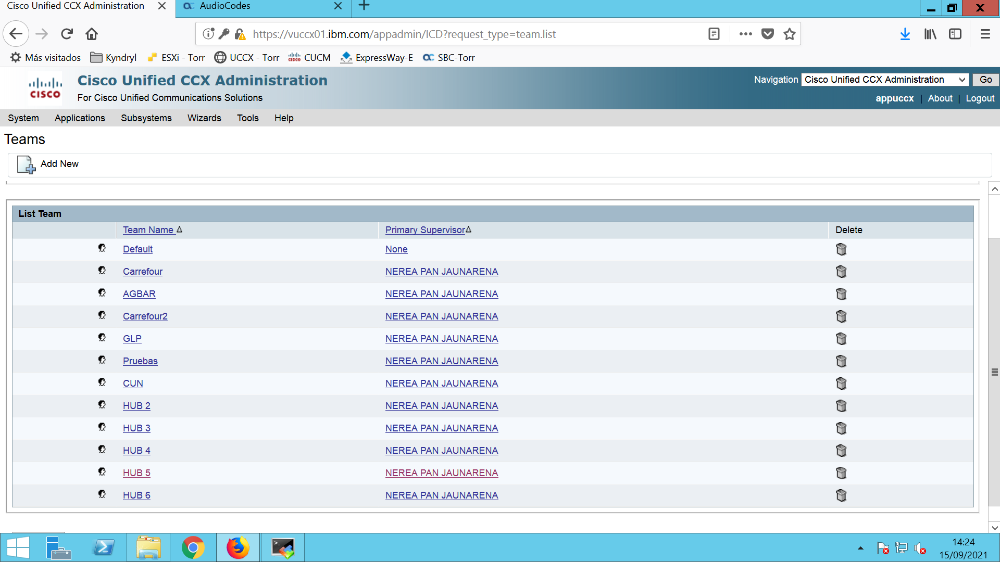 Cisco Unified CCX Administration
AudioCodes
https://vuccx01.ibm.com/appadmin/ICD?request_type=team.list
Más visitados Kyndryl ESXi - Torr UCCX - Torr CUCM ExpressWay-E SBC-Torr
CISCO
Cisco Unified CCX Administration
For Cisco Unified Communications Solutions
Navigation Cisco Unified CCX Administration Go
appuccx | About | Logout
System Applications Subsystems Wizards Tools Help
Teams
Add New
List Team
Team Name Primary Supervisor Delete
Default None
Carrefour NEREA PAN JAUNARENA
AGBAR NEREA PAN JAUNARENA
Carrefour2 NEREA PAN JAUNARENA
GLP NEREA PAN JAUNARENA
Pruebas NEREA PAN JAUNARENA
CUN NEREA PAN JAUNARENA
HUB 2 NEREA PAN JAUNARENA
HUB 3 NEREA PAN JAUNARENA
HUB 4 NEREA PAN JAUNARENA
HUB 5 NEREA PAN JAUNARENA
HUB 6 NEREA PAN JAUNARENA
14:24
15/09/2021